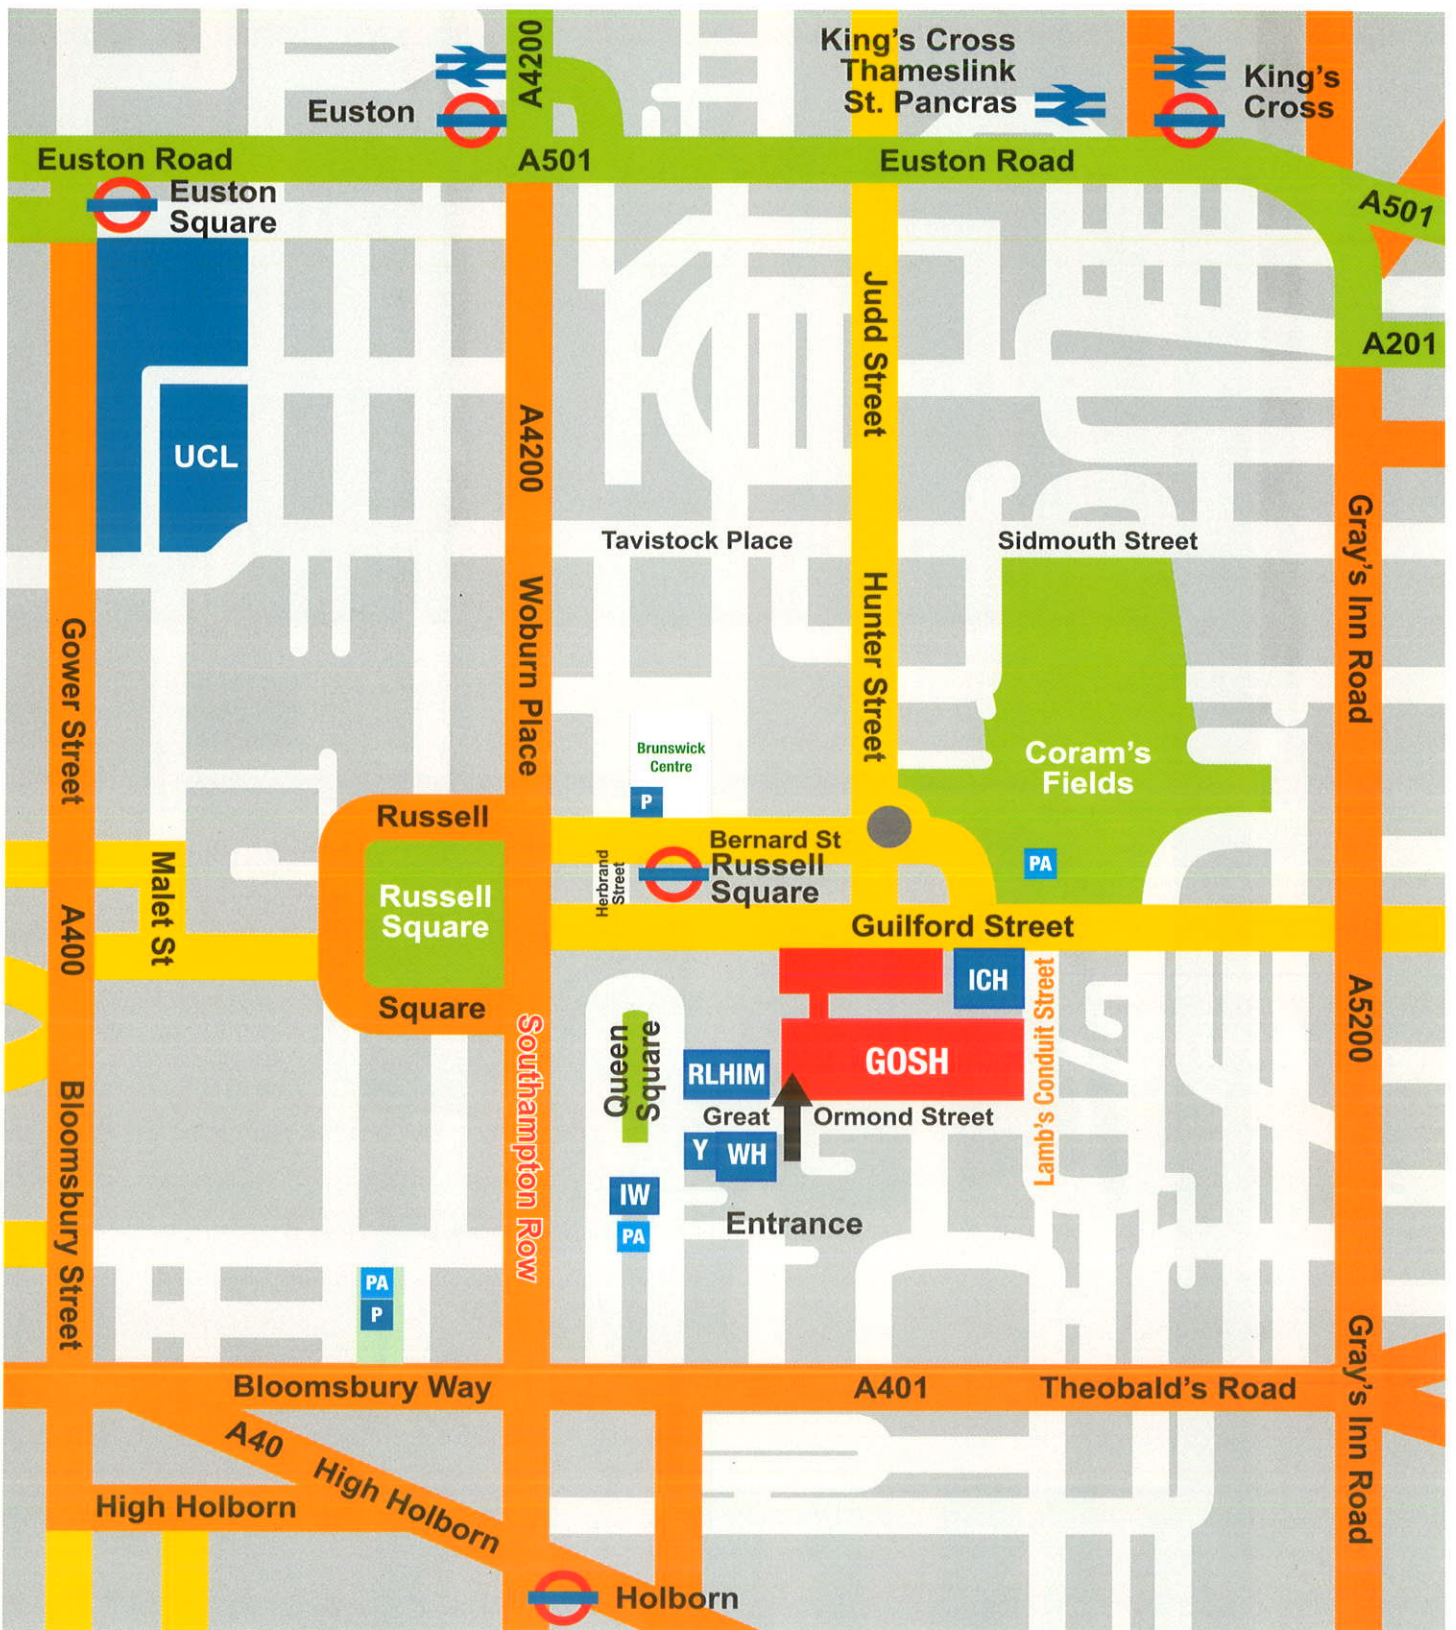 A4200
King's Cross
Thameslink
St. Pancras
King's
Cross
Euston
Euston Road
A501
Euston Road
A501
Euston
Square
A201
Judd Street
UCL
A4200
Tavistock Place
Sidmouth Street
Gray's Inn Road
Woburn Place
Hunter Street
Gower Street
Brunswick
Centre
P
Coram's
Fields
Russell
Bernard St
Russell
Square
Herbrand
Street
PA
Malet St
Russell
Square
A400
Guilford Street
Square
ICH
Lamb's Conduit Street
A5200
Southampton Row
Queen
Square
RLHIM
GOSH
Great
Ormond Street
Y
WH
IW
PA
Entrance
Bloomsbury Street
PA
P
Bloomsbury Way
A401
Theobald's Road
Gray's Inn Road
A40
High Holborn
High Holborn
Holborn